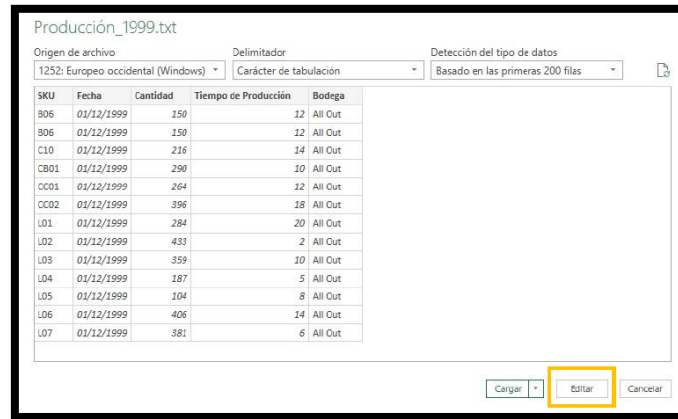 Producción_1999.txt
Origen de archivo Delimitador Detección del tipo de datos
1252: Europeo occidental (Windows) Carácter de tabulación Basado en las primeras 200 filas
SKU Fecha Cantidad Tiempo de Producción Bodega
B06 01/12/1999 150 12 All Out
B06 01/12/1999 150 12 All Out
C10 01/12/1999 216 14 All Out
CB01 01/12/1999 290 10 All Out
CC01 01/12/1999 264 12 All Out
CC02 01/12/1999 396 18 All Out
L01 01/12/1999 284 20 All Out
L02 01/12/1999 433 2 All Out
L03 01/12/1999 359 10 All Out
L04 01/12/1999 187 5 All Out
L05 01/12/1999 104 8 All Out
L06 01/12/1999 406 14 All Out
L07 01/12/1999 381 6 All Out
Cargar Editar Cancelar